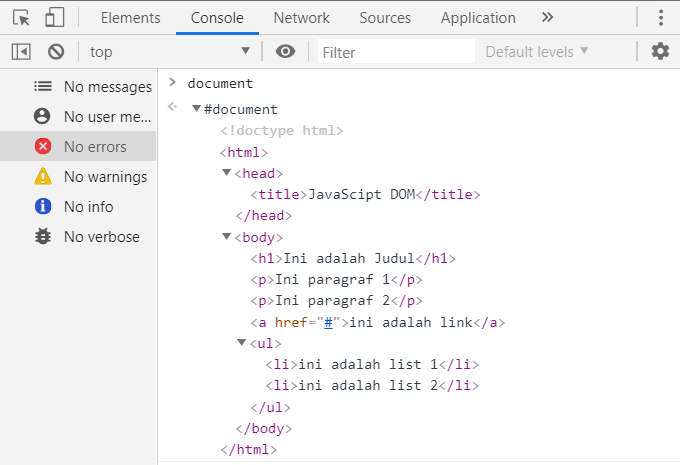 Elements Console Network Sources Application »
top Filter Default levels
No messages
No user me...
No errors
No warnings
No info
No verbose
> document
#document
<!doctype html>
<html>
<head>
<title>JavaScipt DOM</title>
</head>
<body>
<h1>Ini adalah Judul</h1>
<p>Ini paragraf 1</p>
<p>Ini paragraf 2</p>
<a href="#">ini adalah link</a>
<ul>
<li>ini adalah list 1</li>
<li>ini adalah list 2</li>
</ul>
</body>
</html>